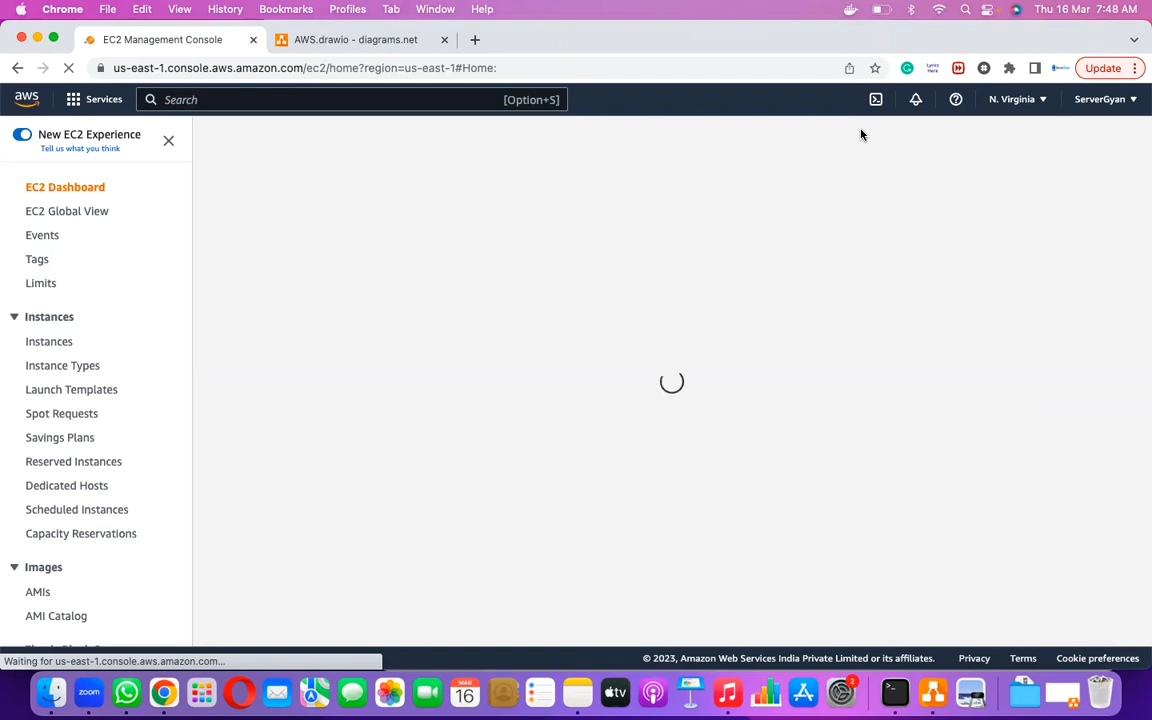 Chrome File Edit View History Bookmarks Profiles Tab Window Help Thu 16 Mar 7:48 AM
EC2 Management Console AWS.drawio - diagrams.net
us-east-1.console.aws.amazon.com/ec2/home?region=us-east-1#Home: Update
aws Services Search [Option+S] N. Virginia ServerGyan
New EC2 Experience
Tell us what you think
EC2 Dashboard
EC2 Global View
Events
Tags
Limits
Instances
Instances
Instance Types
Launch Templates
Spot Requests
Savings Plans
Reserved Instances
Dedicated Hosts
Scheduled Instances
Capacity Reservations
Images
AMIs
AMI Catalog
Waiting for us-east-1.console.aws.amazon.com...
© 2023, Amazon Web Services India Private Limited or its affiliates. Privacy Terms Cookie preferences
zoom MAR 16 tv 2